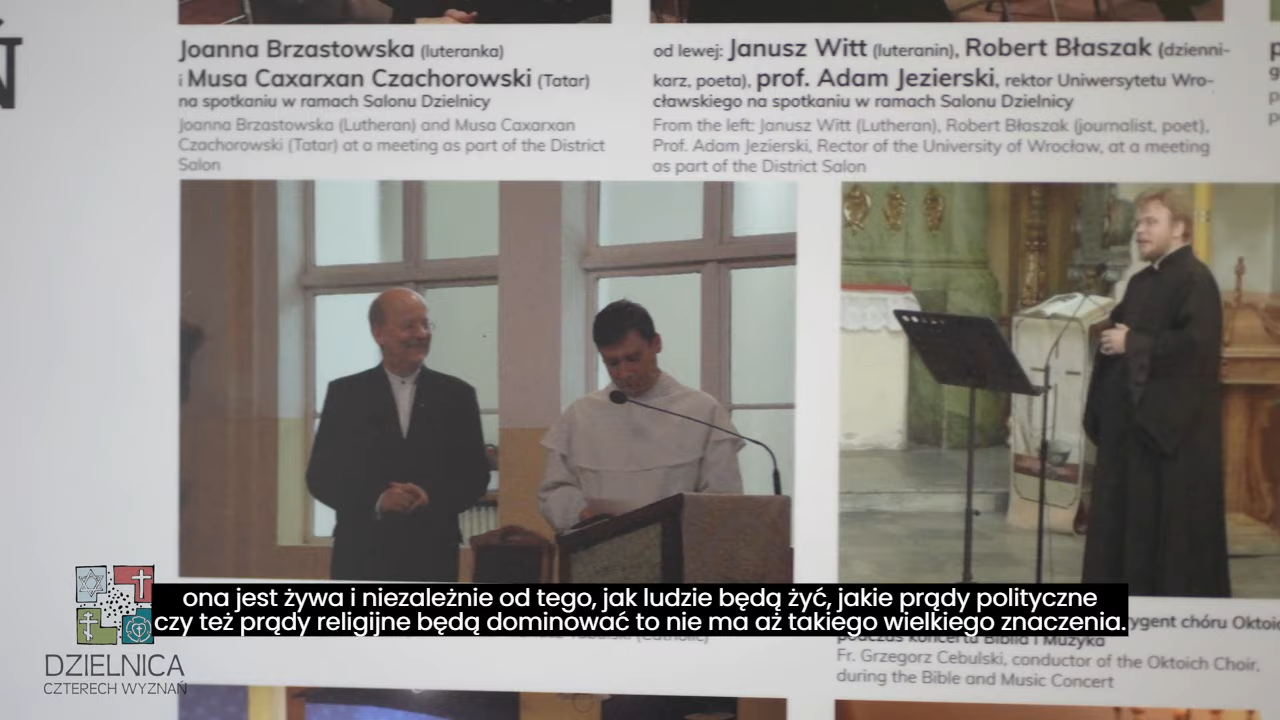 Joanna Brzastowska (luteranka)
i Musa Caxarxan Czachorowski (Tatar)
na spotkaniu w ramach Salonu Dzielnicy
Joanna Brzastowska (Lutheran) and Musa Caxarxan
Czachorowski (Tatar) at a meeting as part of the District
Salon
od lewej: Janusz Witt (luteranin), Robert Błaszak (dzienni-
karz, poeta), prof. Adam Jezierski, rektor Uniwersytetu Wro-
cławskiego na spotkaniu w ramach Salonu Dzielnicy
From the left: Janusz Witt (Lutheran), Robert Błaszak (journalist, poet),
Prof. Adam Jezierski, Rector of the University of Wrocław, at a meeting
as part of the District Salon
ona jest żywa i niezależnie od tego, jak ludzie będą żyć, jakie prądy polityczne
czy też prądy religijne będą dominować to nie ma aż takiego wielkiego znaczenia.
chóru
podczas koncertu Biblia i Muzyka
Fr. Grzegorz Cebulski, conductor of the Oktoich Choir,
during the Bible and Music Concert
DZIELNICA
CZTERECH WYZNAŃ